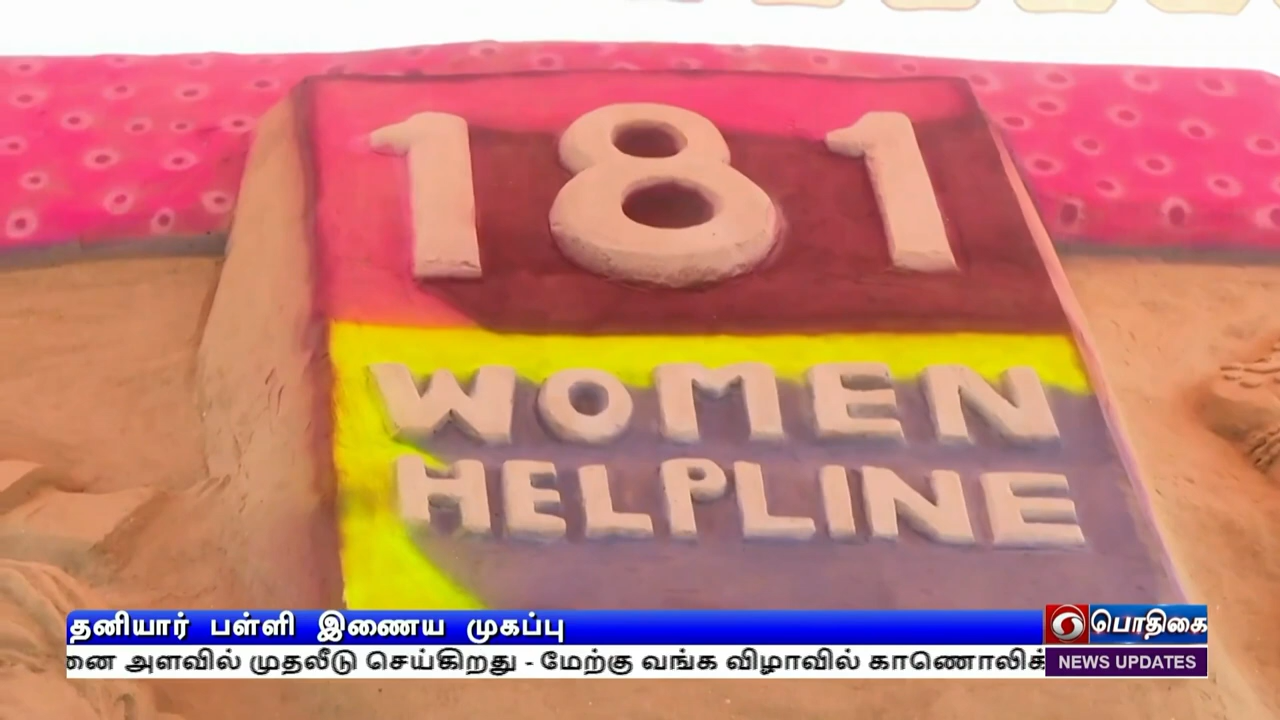 181
WOMEN
HELPLINE
தனியார் பள்ளி இணைய முகப்பு
பொதிகை
அளவில் முதலீடு செய்கிறது - மேற்கு வங்க விழாவில்
NEWS UPDATES